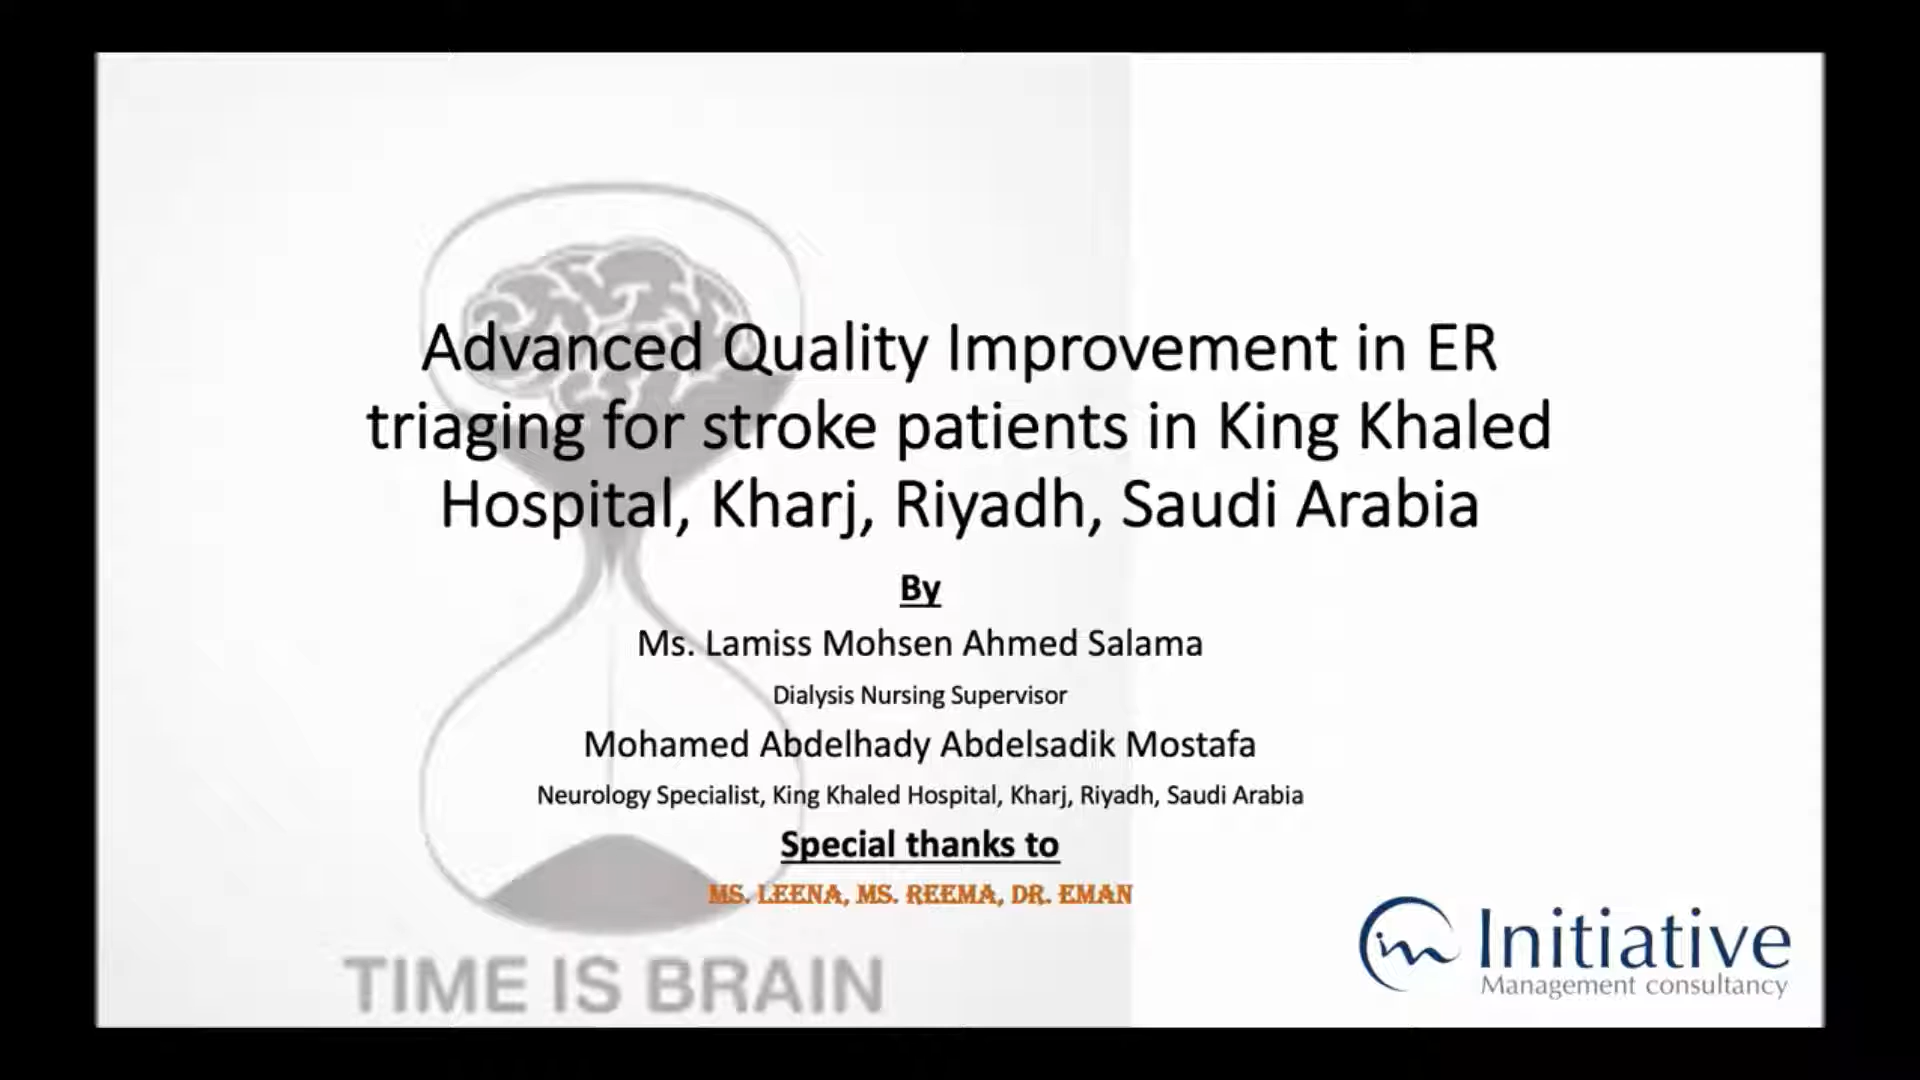 Advanced Quality Improvement in ER
triaging for stroke patients in King Khaled
Hospital, Kharj, Riyadh, Saudi Arabia
By
Ms. Lamiss Mohsen Ahmed Salama
Dialysis Nursing Supervisor
Mohamed Abdelhady Abdelsadik Mostafa
Neurology Specialist, King Khaled Hospital, Kharj, Riyadh, Saudi Arabia
Special thanks to
MS. LEENA, MS. REEMA, DR. EMAN
TIME IS BRAIN
im Initiative
Management consultancy